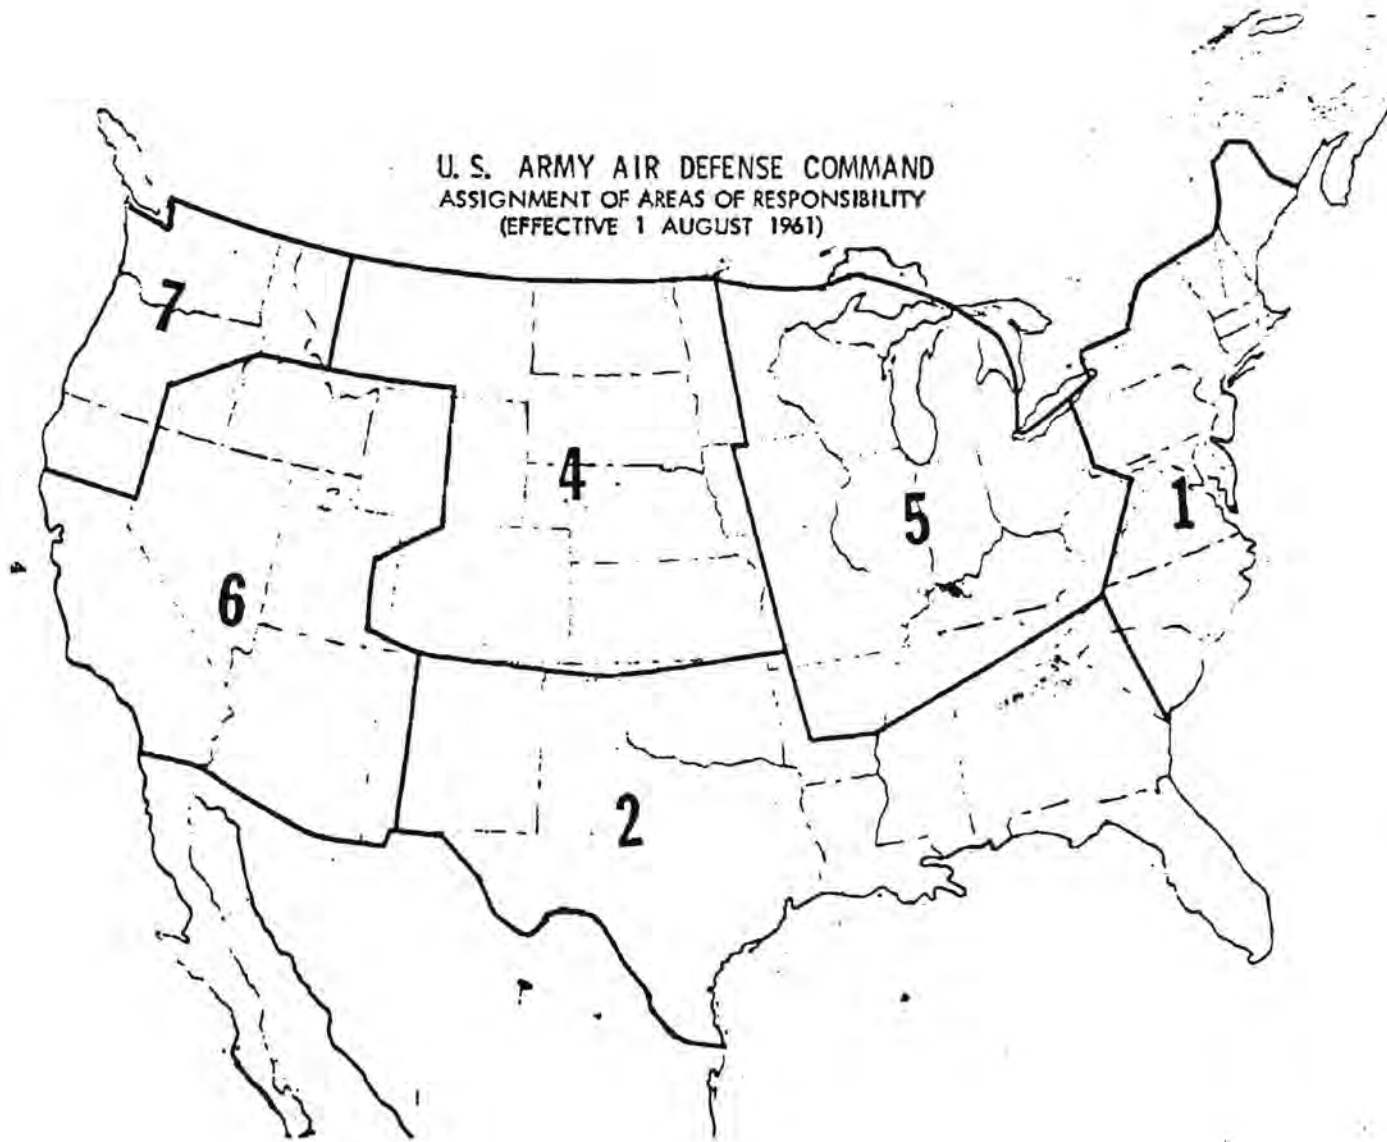 U. S. ARMY AIR DEFENSE COMMAND
ASSIGNMENT OF AREAS OF RESPONSIBILITY
(EFFECTIVE 1 AUGUST 1961)
7
4
5
1
4
6
2